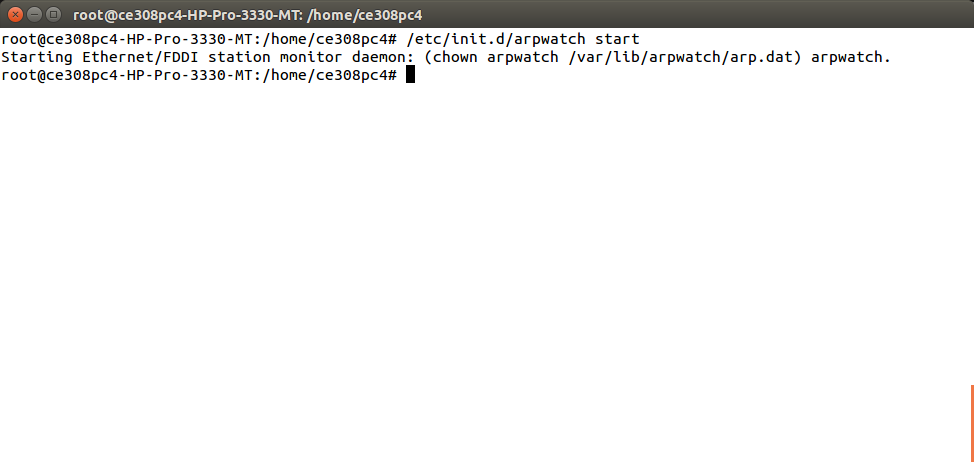 root@ce308pc4-HP-Pro-3330-MT: /home/ce308pc4
root@ce308pc4-HP-Pro-3330-MT:/home/ce308pc4# /etc/init.d/arpwatch start
Starting Ethernet/FDDI station monitor daemon: (chown arpwatch /var/lib/arpwatch/arp.dat) arpwatch.
root@ce308pc4-HP-Pro-3330-MT:/home/ce308pc4#